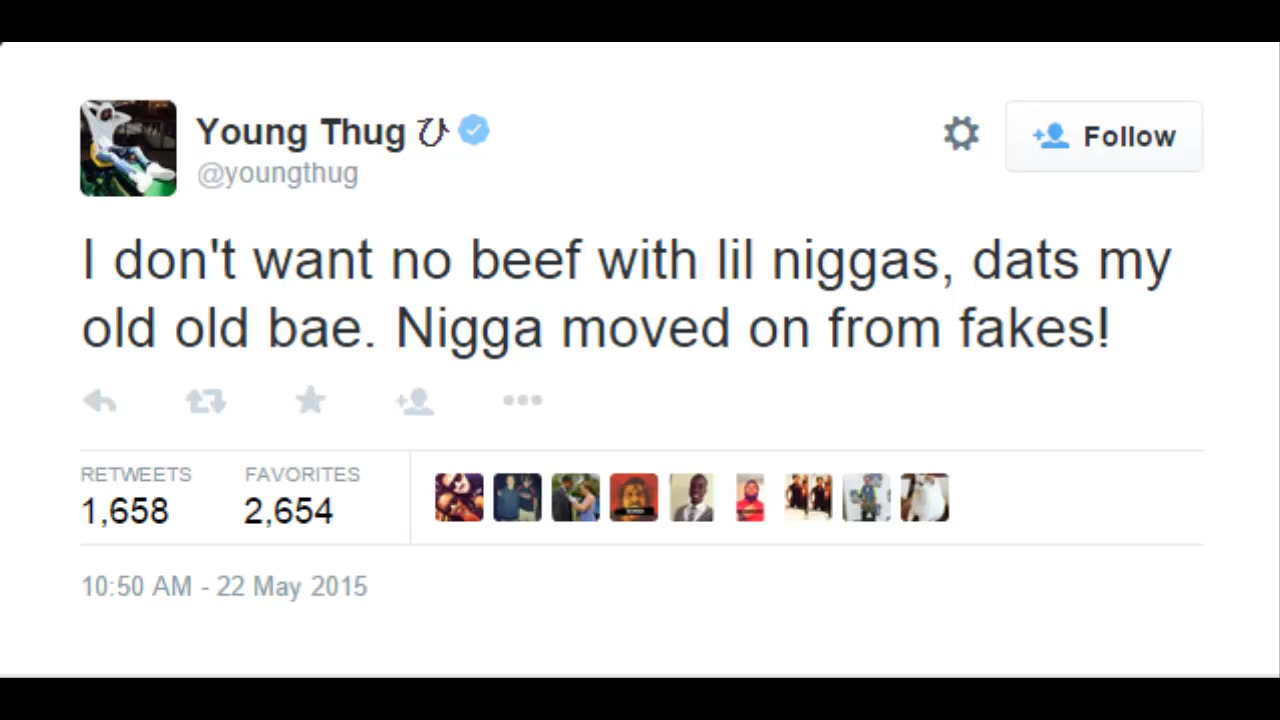 Young Thug ひ
@youngthug
Follow
I don't want no beef with lil niggas, dats my
old old bae. Nigga moved on from fakes!
RETWEETS FAVORITES
1,658 2,654
10:50 AM - 22 May 2015